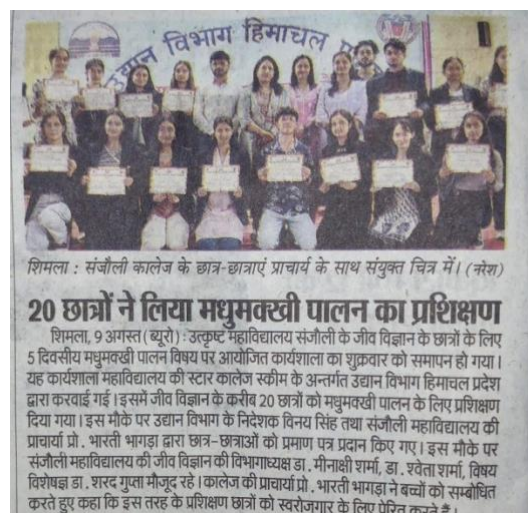 उद्यान विभाग हिमाचल प्र
शिमला : संजौली कालेज के छात्र-छात्राएं प्राचार्य के साथ संयुक्त चित्र में। (नरेश)
20 छात्रों ने लिया मधुमक्खी पालन का प्रशिक्षण
शिमला, 9 अगस्त (ब्यूरो) : उत्कृष्ट महाविद्यालय संजौली के जीव विज्ञान के छात्रों के लिए
5 दिवसीय मधुमक्खी पालन विषय पर आयोजित कार्यशाला का शुक्रवार को समापन हो गया।
यह कार्यशाला महाविद्यालय की स्टार कालेज स्कीम के अन्तर्गत उद्यान विभाग हिमाचल प्रदेश
द्वारा करवाई गई। इसमें जीव विज्ञान के करीब 20 छात्रों को मधुमक्खी पालन के लिए प्रशिक्षण
दिया गया। इस मौके पर उद्यान विभाग के निदेशक विनय सिंह तथा संजौली महाविद्यालय की
प्राचार्या प्रो. भारती भागड़ा द्वारा छात्र-छात्राओं को प्रमाण पत्र प्रदान किए गए। इस मौके पर
संजौली महाविद्यालय की जीव विज्ञान की विभागाध्यक्ष डा. मीनाक्षी शर्मा, डा. श्वेता शर्मा, विषय
विशेषज्ञ डा. शरद गुप्ता मौजूद रहे। कालेज की प्राचार्या प्रो. भारती भागड़ा ने बच्चों को सम्बोधित
करते हुए कहा कि इस तरह के प्रशिक्षण छात्रों को स्वरोजगार के लिए प्रेरित करते हैं।